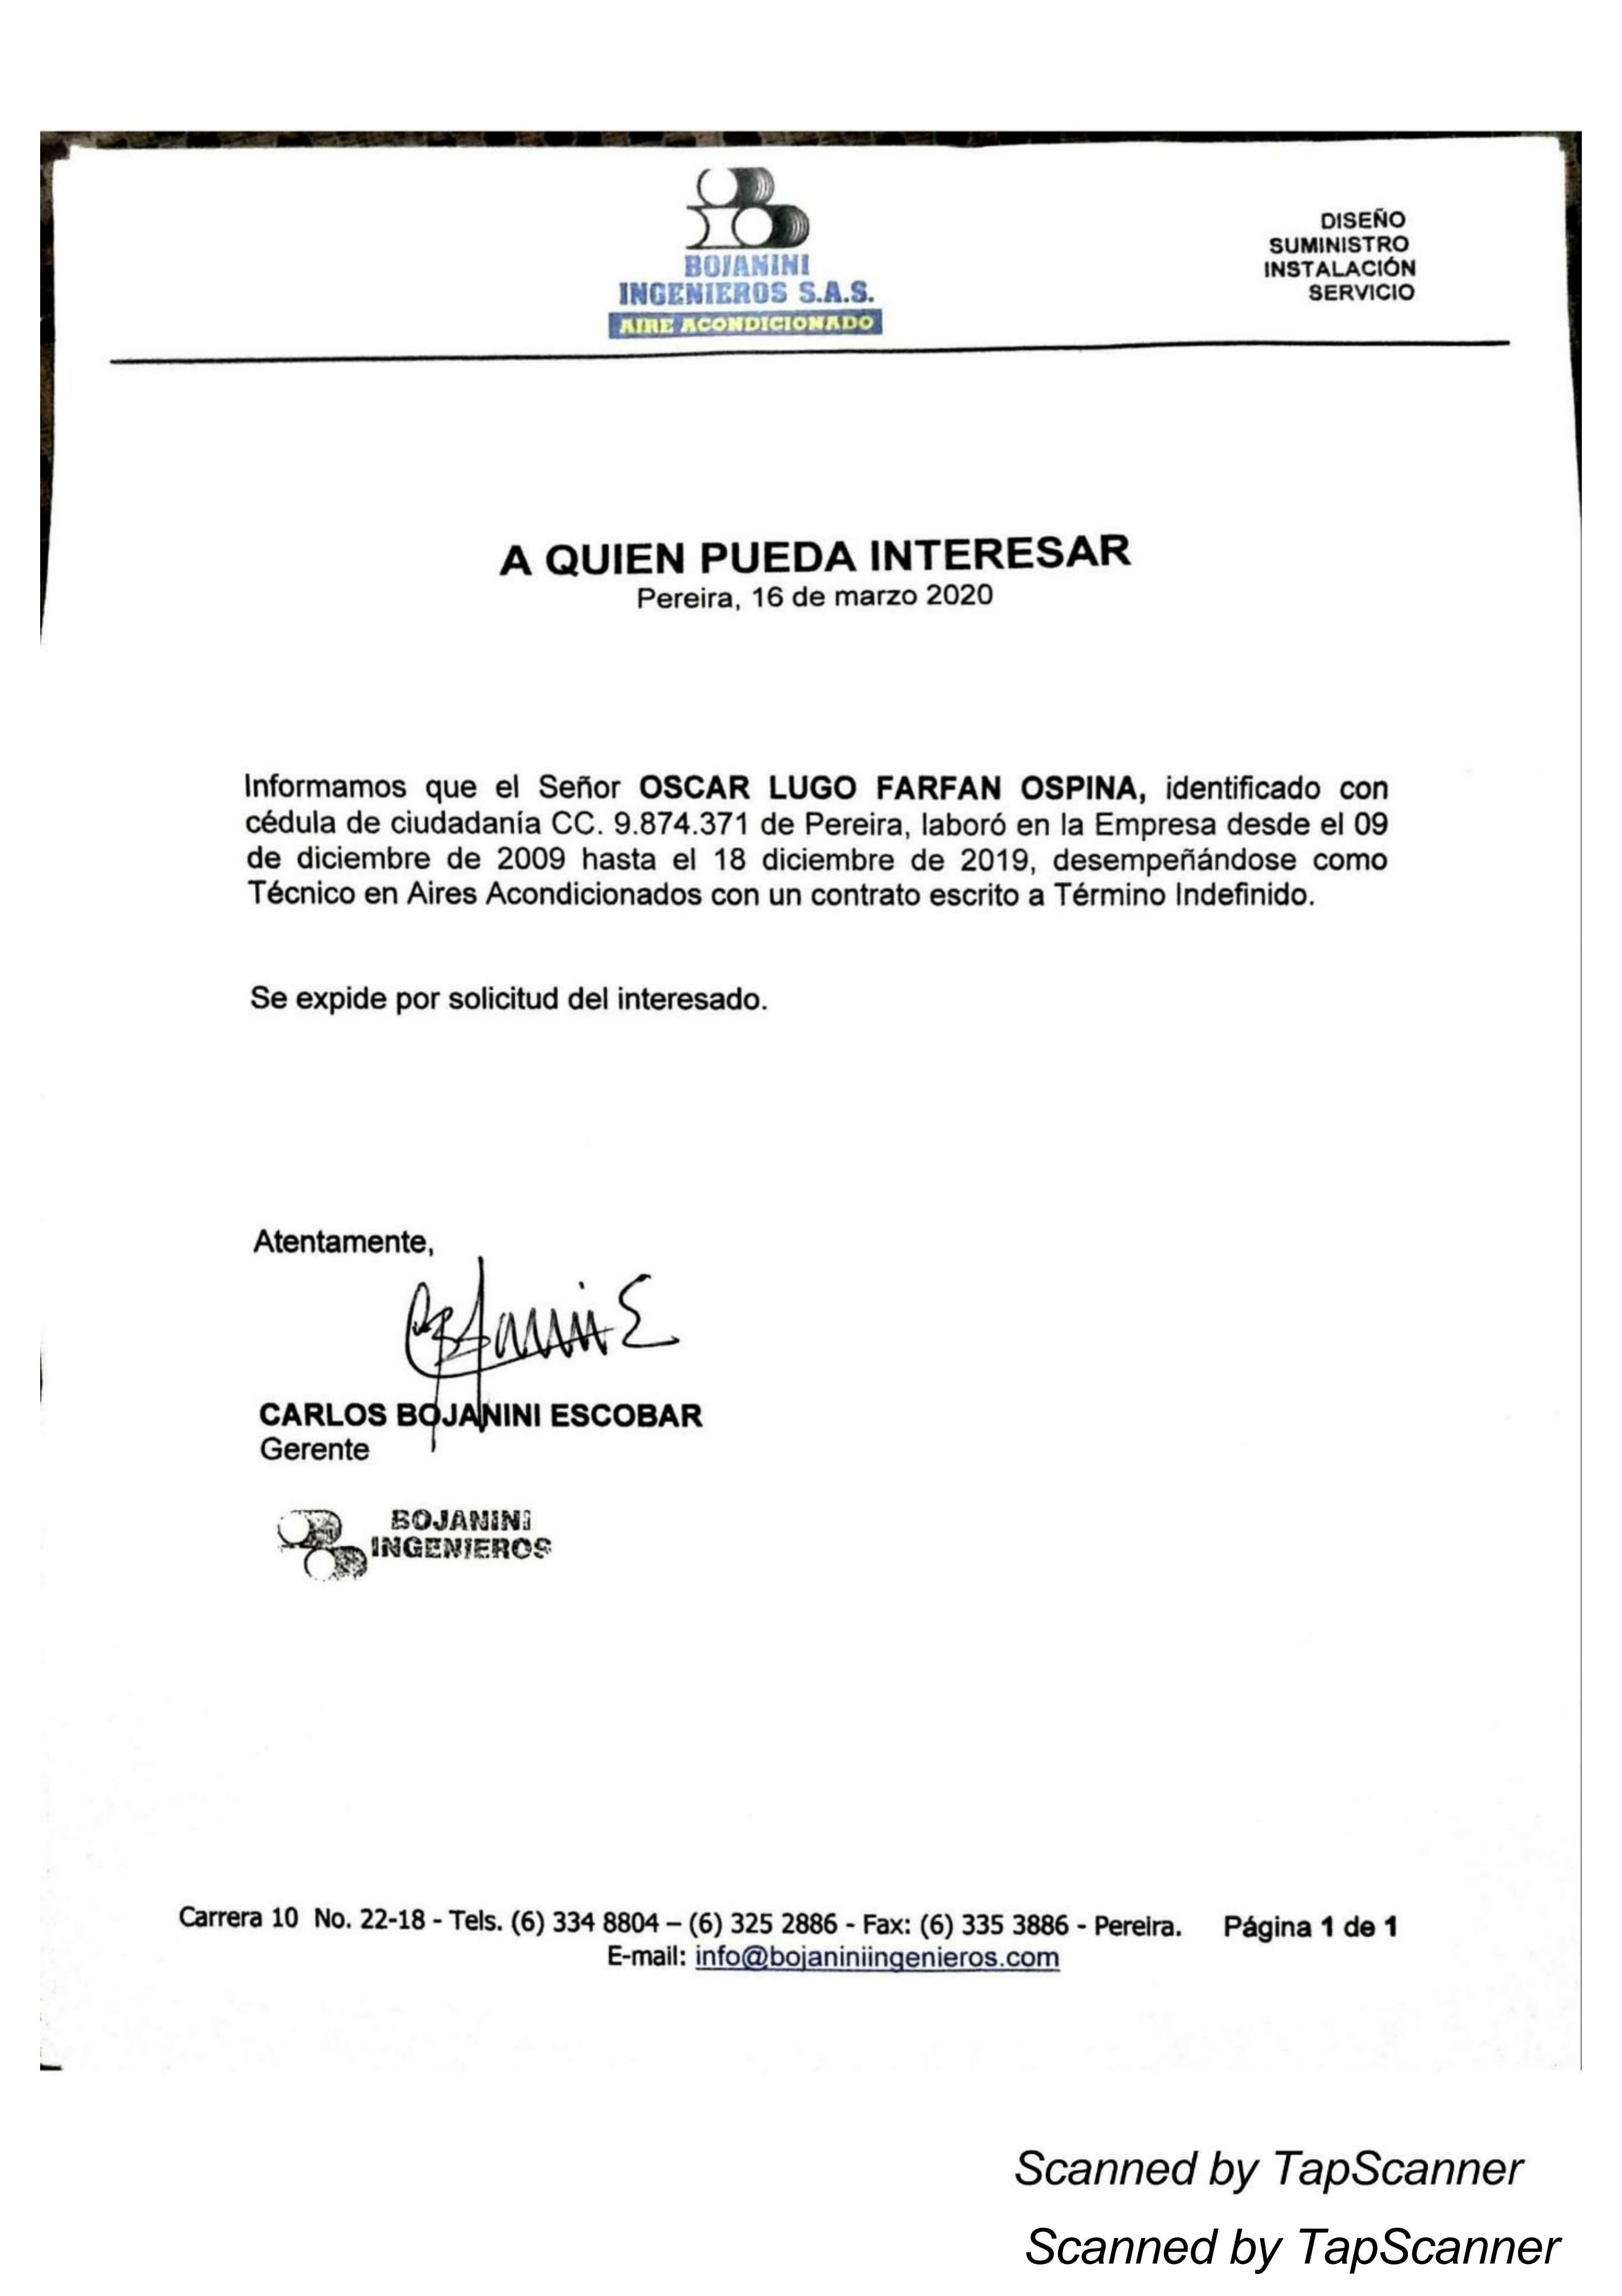 BOJANINI
INGENIEROS S.A.S.
AIRE ACONDICIONADO
DISEÑO
SUMINISTRO
INSTALACIÓN
SERVICIO
A QUIEN PUEDA INTERESAR
Pereira, 16 de marzo 2020
Informamos que el Señor OSCAR LUGO FARFAN OSPINA, identificado con
cédula de ciudadanía CC. 9.874.371 de Pereira, laboró en la Empresa desde el 09
de diciembre de 2009 hasta el 18 diciembre de 2019, desempeñándose como
Técnico en Aires Acondicionados con un contrato escrito a Término Indefinido.
Se expide por solicitud del interesado.
Atentamente,
CARLOS BOJANINI ESCOBAR
Gerente
BOJANINI
INGENIEROS
Carrera 10 No. 22-18 - Tels. (6) 334 8804 – (6) 325 2886 - Fax: (6) 335 3886 - Pereira. Página 1 de 1
E-mail: info@bojaniniingenieros.com
Scanned by TapScanner
Scanned by TapScanner